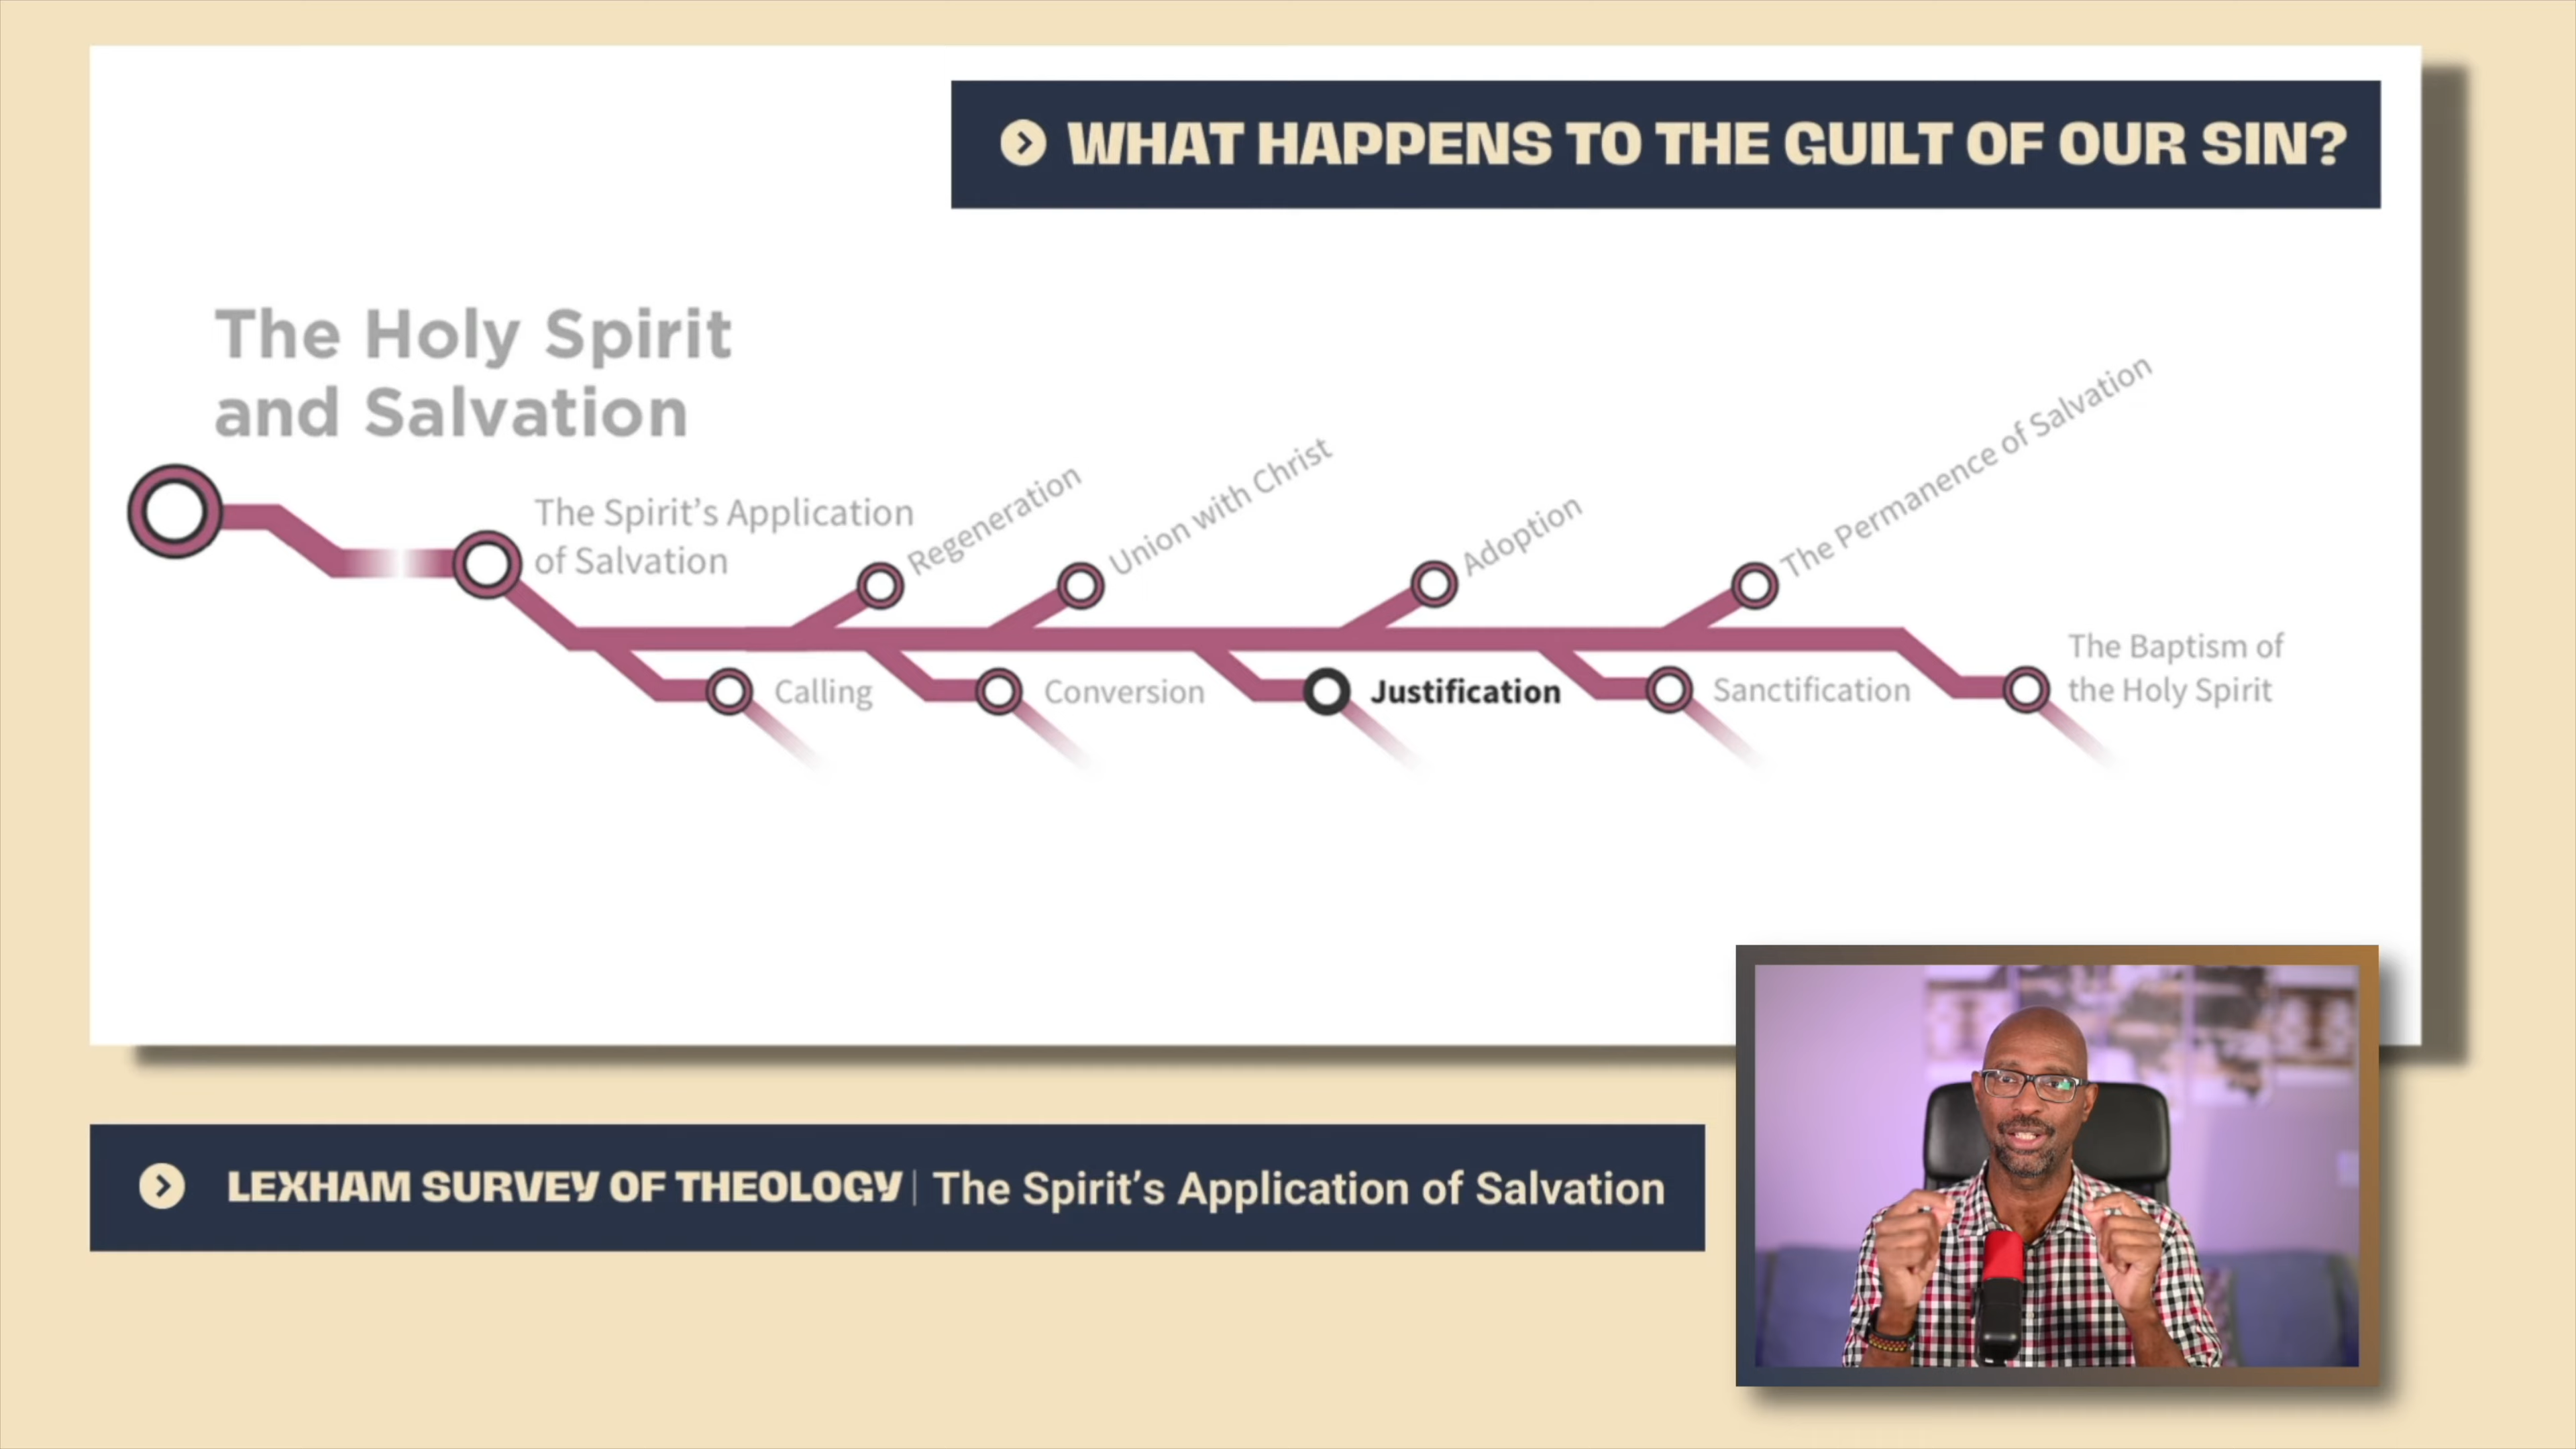 WHAT HAPPENS TO THE GUILT OF OUR SIN?
The Holy Spirit
and Salvation
The Spirit's Application
of Salvation
Regeneration
Union with Christ
Adoption
The Permanence of Salvation
Calling
Conversion
Justification
Sanctification
The Baptism of
the Holy Spirit
LEXHAM SURVEY OF THEOLOGY | The Spirit's Application of Salvation